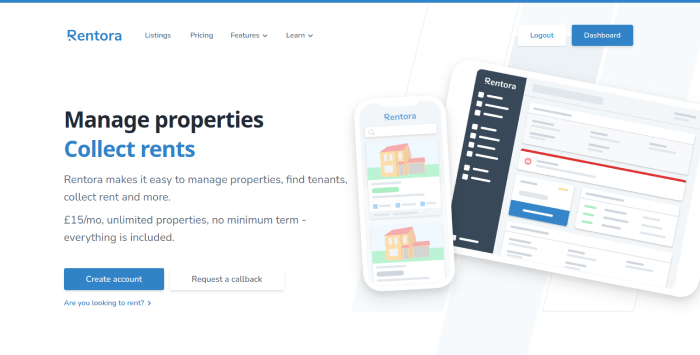 Rentora
Listings
Pricing
Features
Learn
Logout
Dashboard
Manage properties
Collect rents
Rentora makes it easy to manage properties, find tenants,
collect rent and more.
£15/mo, unlimited properties, no minimum term -
everything is included.
Create account
Request a callback
Are you looking to rent?
Rentora
Rentora